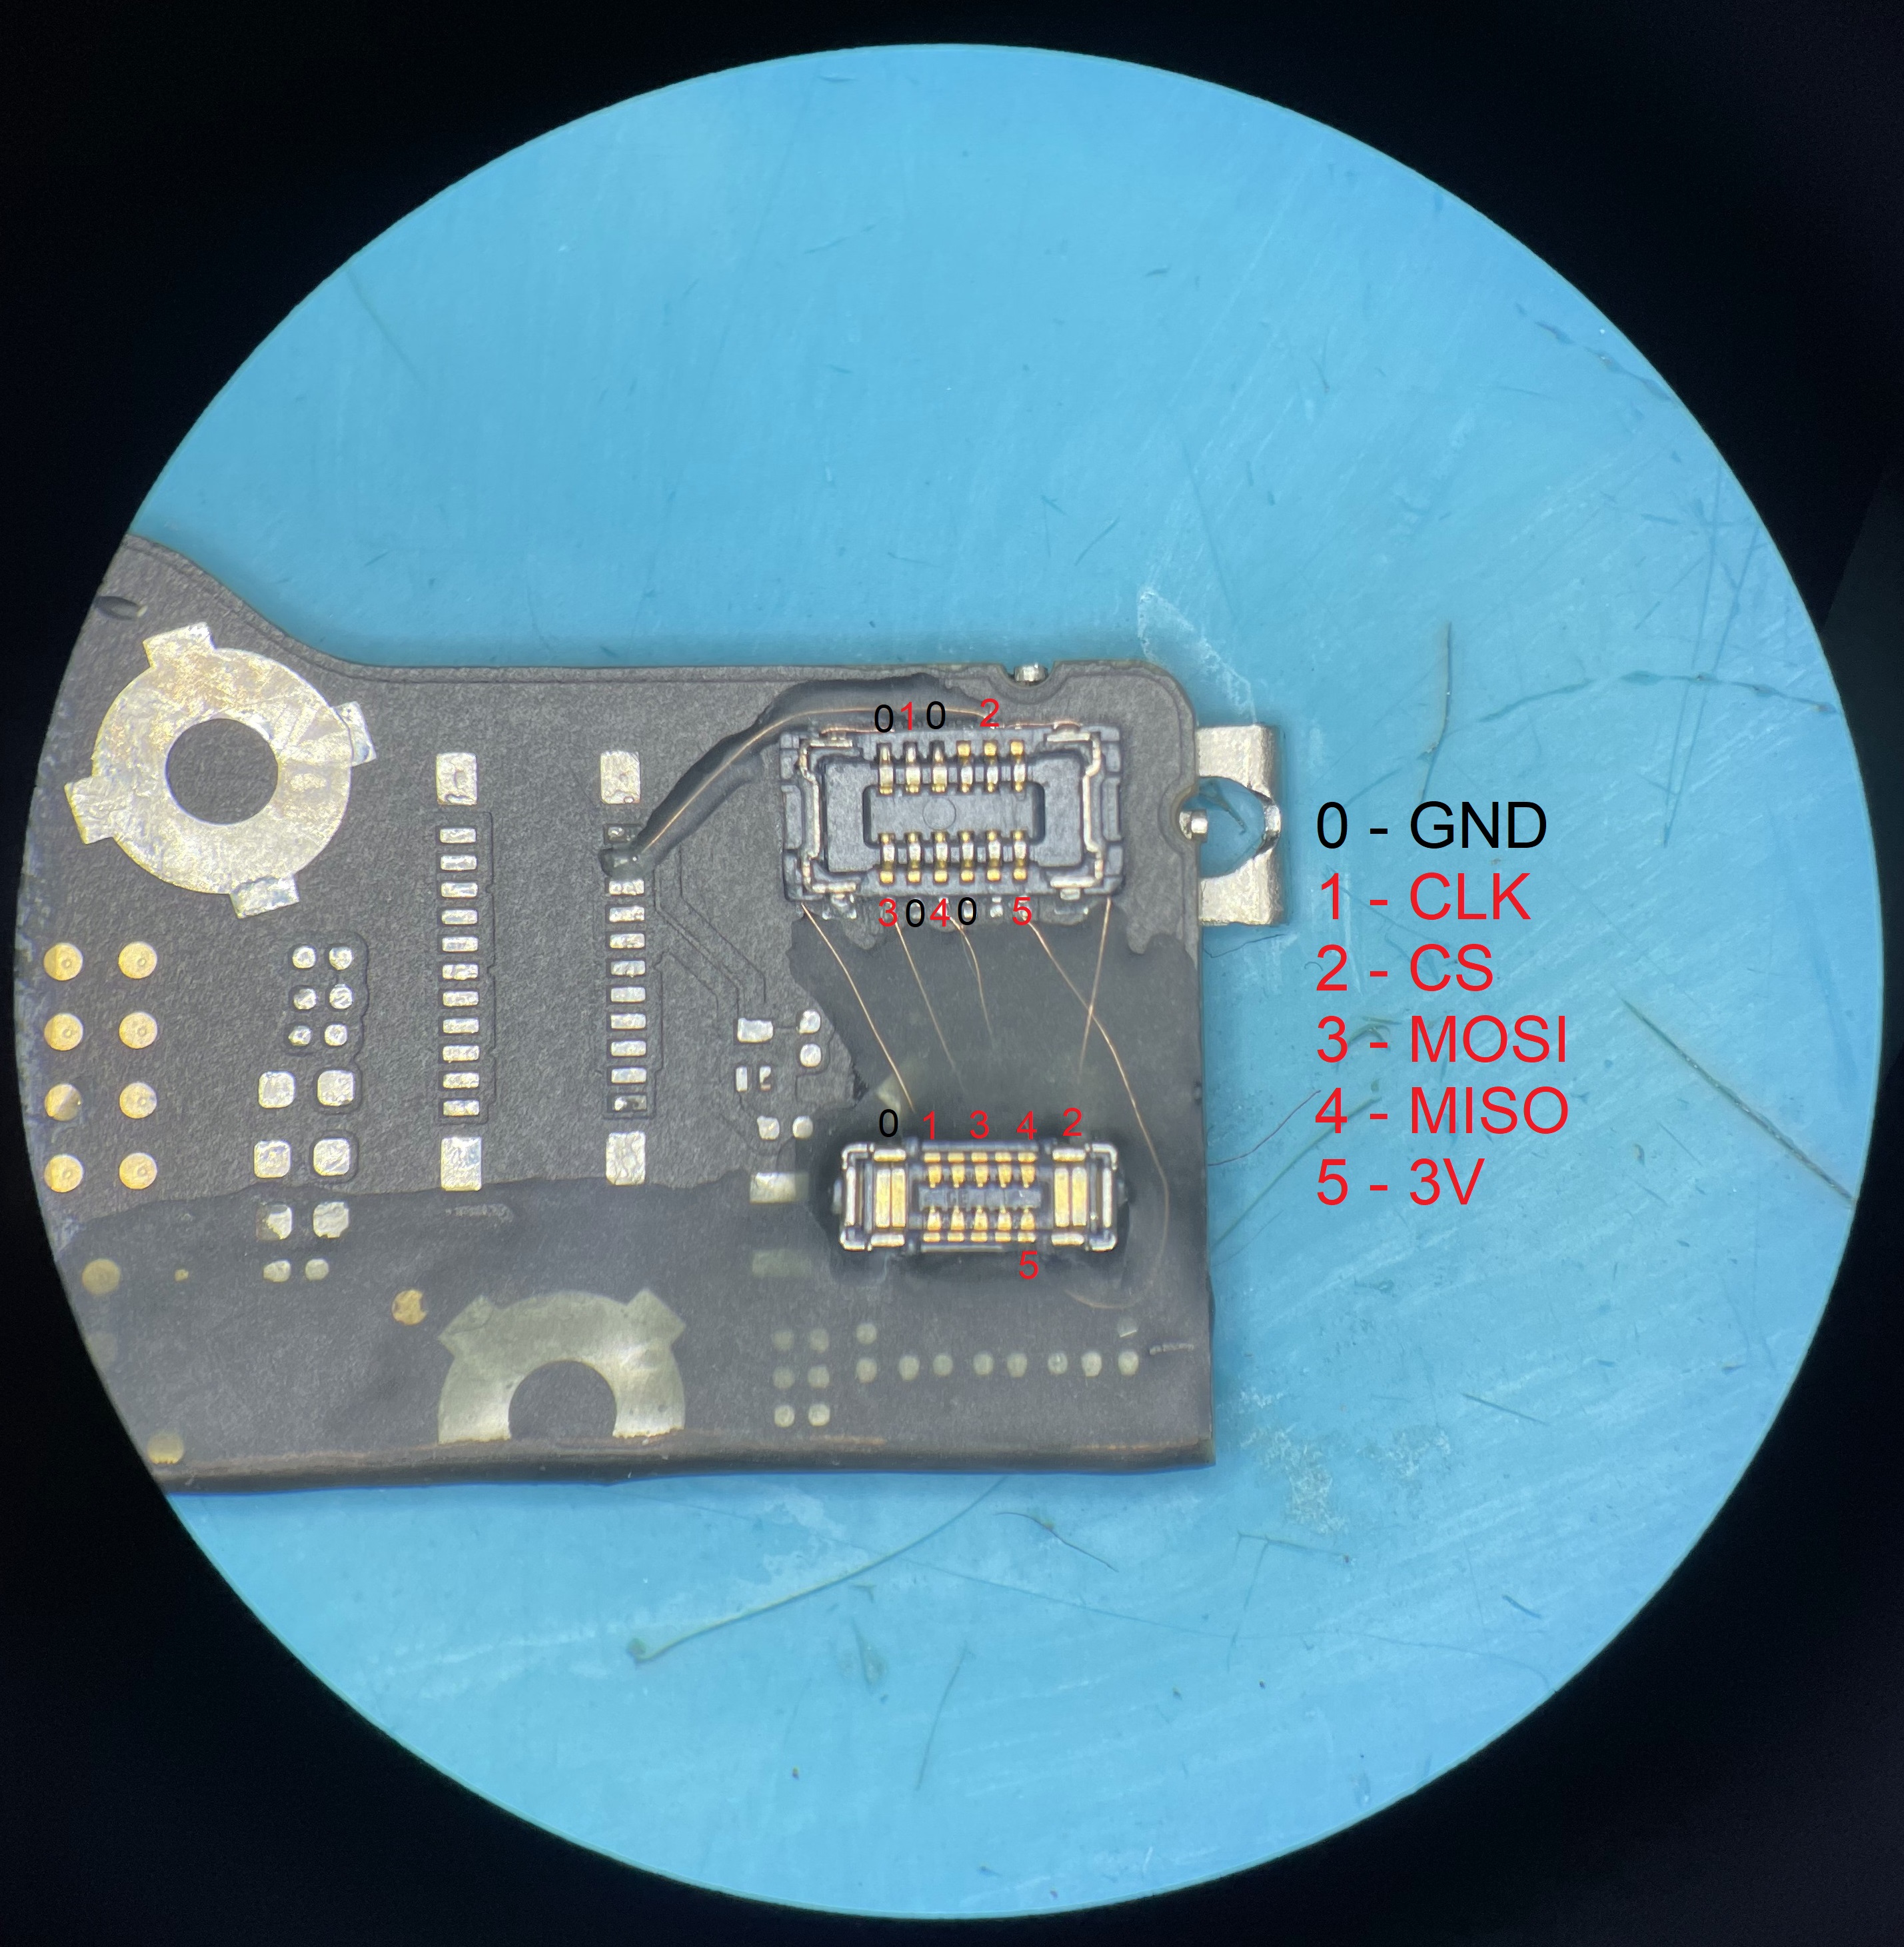 010 2
0 - GND
1 - CLK
3040 5
2 - CS
3 - MOSI
4 - MISO
0 1 3 4 2
5 - 3V
5